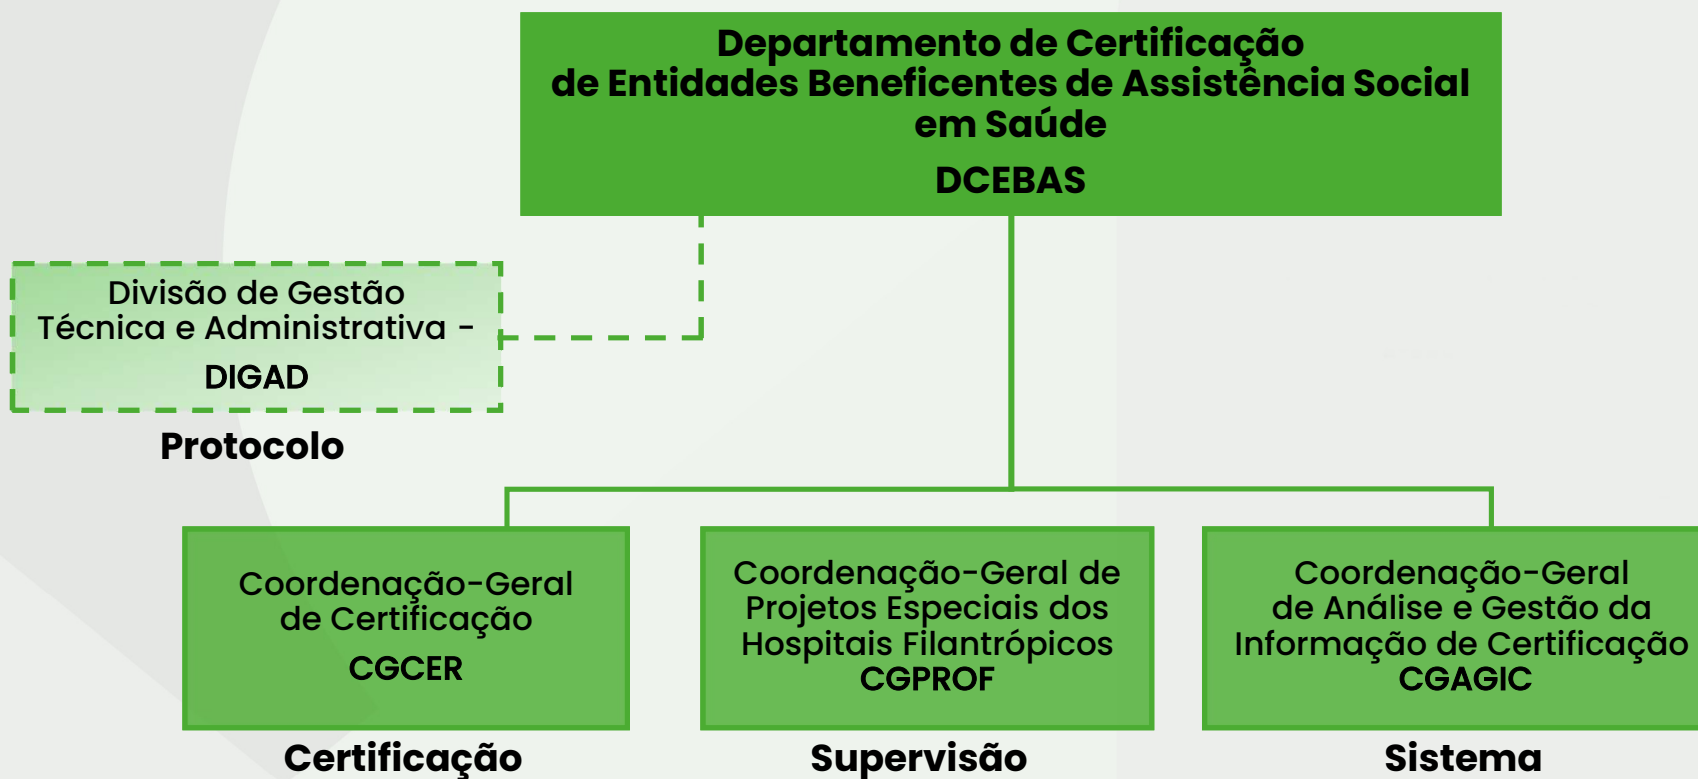 Departamento de Certificação
de Entidades Beneficentes de Assistência Social
em Saúde
DCEBAS
Divisão de Gestão
Técnica e Administrativa -
DIGAD
Protocolo
Coordenação-Geral
de Certificação
CGCER
Certificação
Coordenação-Geral de
Projetos Especiais dos
Hospitais Filantrópicos
CGPROF
Supervisão
Coordenação-Geral
de Análise e Gestão da
Informação de Certificação
CGAGIC
Sistema